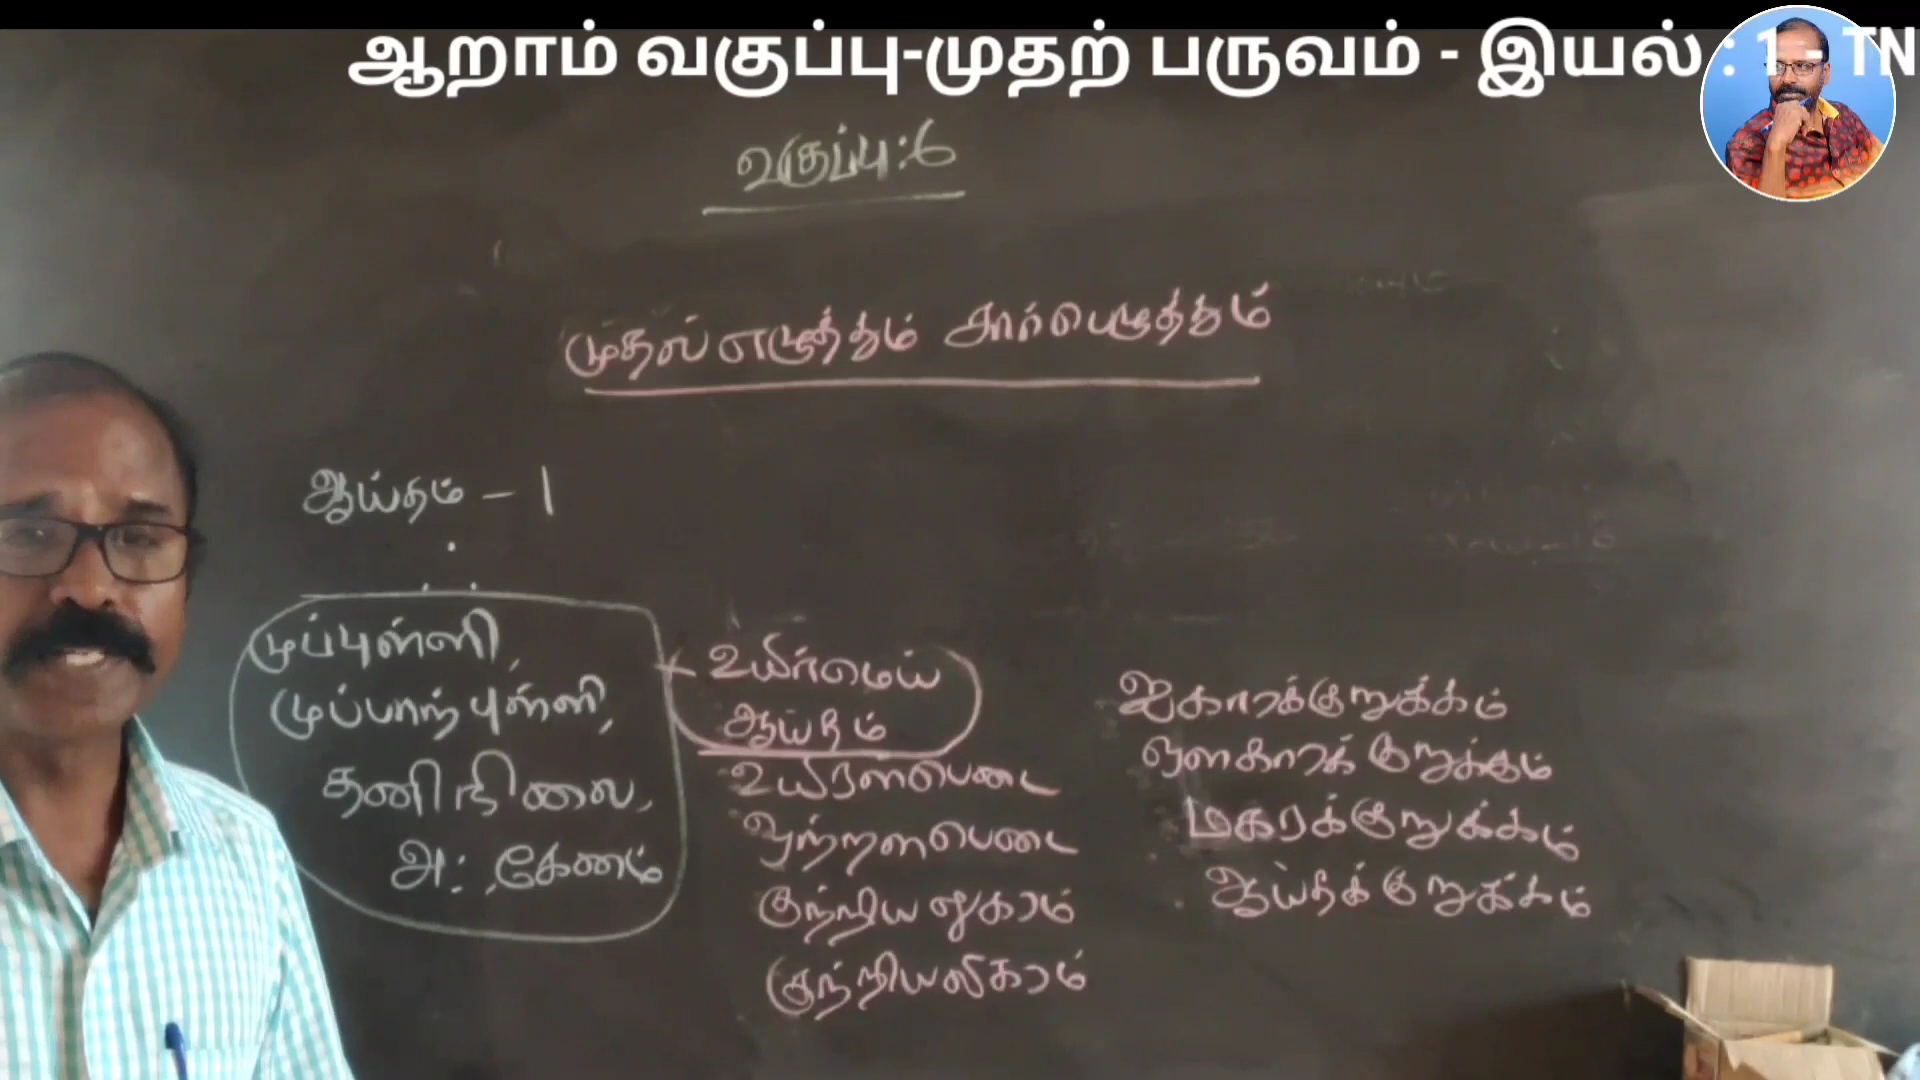 ஆறாம் வகுப்பு-முதற் பருவம் - இயல் : 1 - TN
வகுப்பு:6
முதல் எழுத்தும் சார்பெழுத்தும்
ஆய்தம் - 1
முப்புள்ளி,
முப்பாற்புள்ளி,
தனிநிலை,
அஃகேனம்
உயிர்மெய்
ஆய்தம்
உயிரளபெடை
ஒற்றளபெடை
குற்றியலுகரம்
குற்றியலிகரம்
ஐகாரக்குறுக்கம்
ஔகாரக் குறுக்கம்
மகரக்குறுக்கம்
ஆய்தக்குறுக்கம்